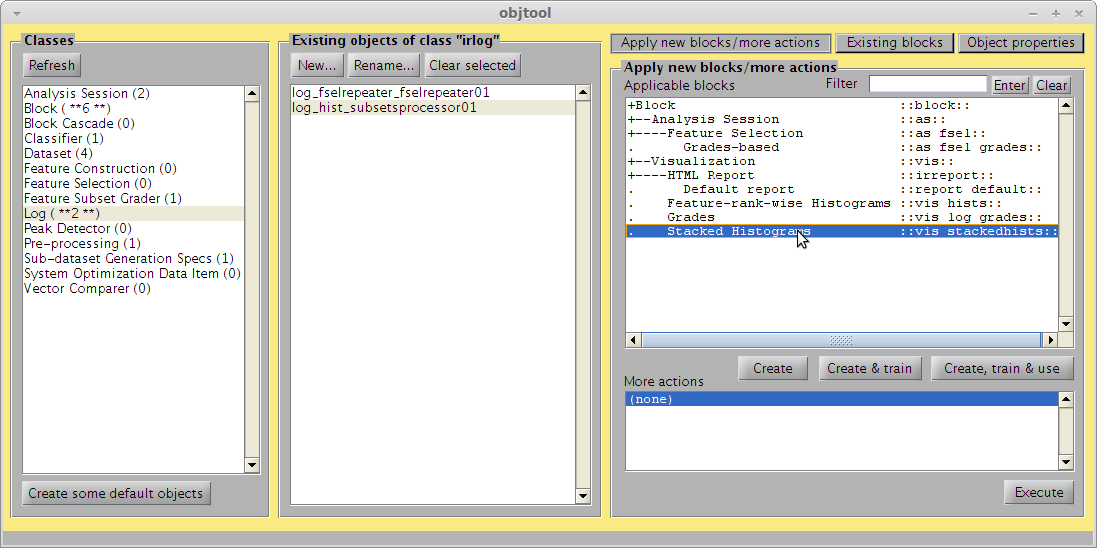 objtool
Classes
Refresh
Analysis Session (2)
Block ( **6 **)
Block Cascade (0)
Classifier (1)
Dataset (4)
Feature Construction (0)
Feature Selection (0)
Feature Subset Grader (1)
Log ( **2 **)
Peak Detector (0)
Pre-processing (1)
Sub-dataset Generation Specs (1)
System Optimization Data Item (0)
Vector Comparer (0)
Create some default objects
Existing objects of class "irlog"
New... Rename... Clear selected
log_fselrepeater_fselrepeater01
log_hist_subsetsprocessor01
Apply new blocks/more actions Existing blocks Object properties
Apply new blocks/more actions
Applicable blocks Filter Enter Clear
+Block ::block::
+--Analysis Session ::as::
+----Feature Selection ::as fsel::
. Grades-based ::as fsel grades::
+--Visualization ::vis::
+----HTML Report ::irreport::
. Default report ::report default::
. Feature-rank-wise Histograms ::vis hists::
. Grades ::vis log grades::
. Stacked Histograms ::vis stackedhists::
Create Create & train Create, train & use
More actions
(none)
Execute